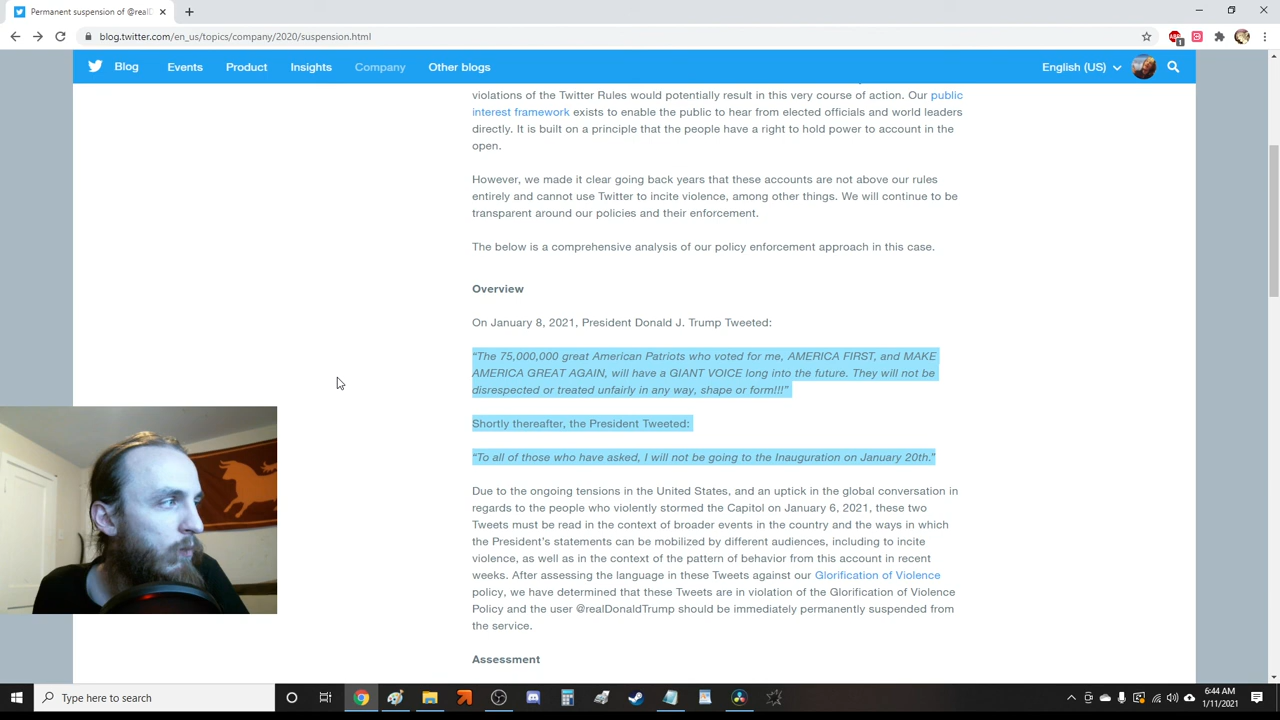 Permanent suspension of @realD
blog.twitter.com/en_us/topics/company/2020/suspension.html
Blog Events Product Insights Company Other blogs English (US)
violations of the Twitter Rules would potentially result in this very course of action. Our public
interest framework exists to enable the public to hear from elected officials and world leaders
directly. It is built on a principle that the people have a right to hold power to account in the
open.
However, we made it clear going back years that these accounts are not above our rules
entirely and cannot use Twitter to incite violence, among other things. We will continue to be
transparent around our policies and their enforcement.
The below is a comprehensive analysis of our policy enforcement approach in this case.
Overview
On January 8, 2021, President Donald J. Trump Tweeted:
“The 75,000,000 great American Patriots who voted for me, AMERICA FIRST, and MAKE
AMERICA GREAT AGAIN, will have a GIANT VOICE long into the future. They will not be
disrespected or treated unfairly in any way, shape or form!!!”
Shortly thereafter, the President Tweeted:
“To all of those who have asked, I will not be going to the Inauguration on January 20th.”
Due to the ongoing tensions in the United States, and an uptick in the global conversation in
regards to the people who violently stormed the Capitol on January 6, 2021, these two
Tweets must be read in the context of broader events in the country and the ways in which
the President’s statements can be mobilized by different audiences, including to incite
violence, as well as in the context of the pattern of behavior from this account in recent
weeks. After assessing the language in these Tweets against our Glorification of Violence
policy, we have determined that these Tweets are in violation of the Glorification of Violence
Policy and the user @realDonaldTrump should be immediately permanently suspended from
the service.
Assessment
Type here to search
6:44 AM
1/11/2021